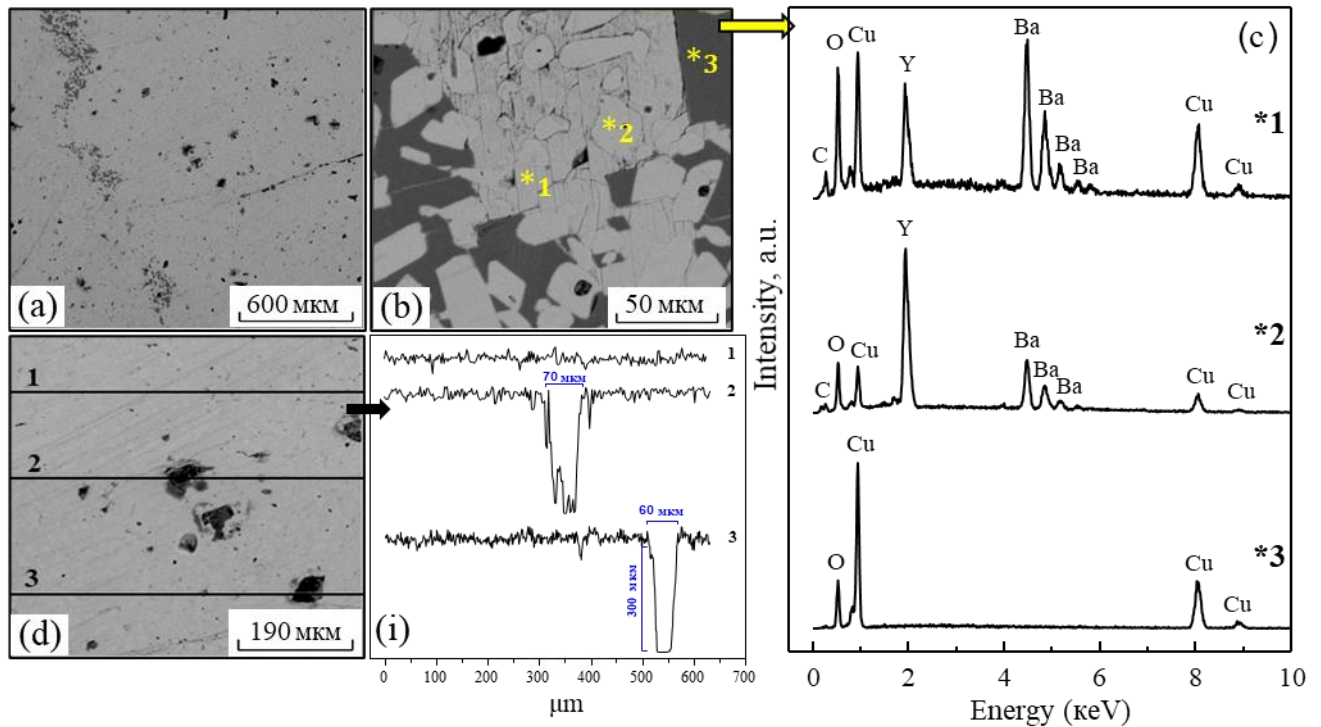 (a)
600 мкм
(b)
*1
*2
*3
50 мкм
(d)
1
2
3
190 мкм
(i)
1
70 мкм
2
60 мкм
3
300 мкм
0 100 200 300 400 500 600 700
μm
(c)
Intensity, a.u.
C O Cu Y Ba Ba Ba Ba Cu Cu
*1
C O Cu Y Ba Ba Ba Cu Cu
*2
O Cu Cu Cu
*3
0 2 4 6 8 10
Energy (кeV)